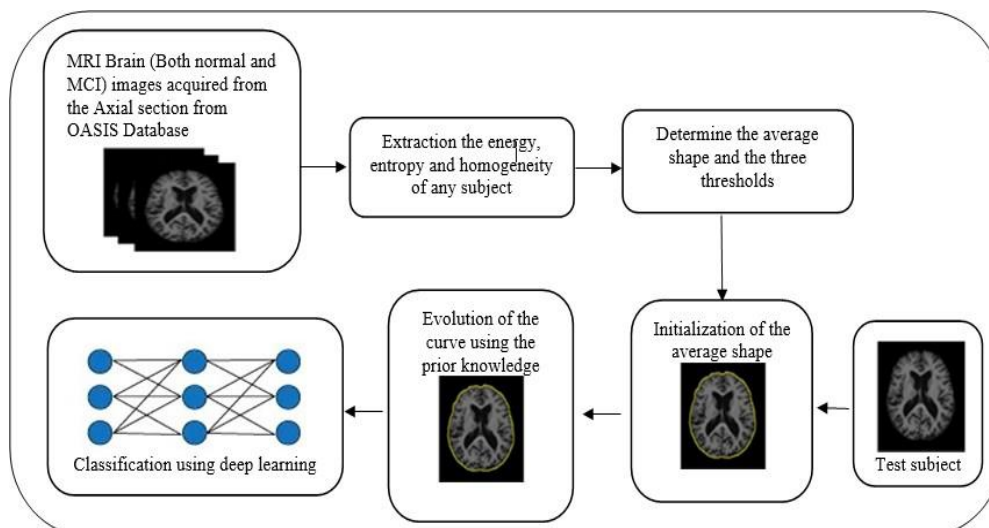 MRI Brain (Both normal and
MCI) images acquired from
the Axial section from
OASIS Database
Extraction the energy,
entropy and homogeneity
of any subject
Determine the average
shape and the three
thresholds
Evolution of the
curve using the
prior knowledge
Initialization of the
average shape
Classification using deep learning
Test subject